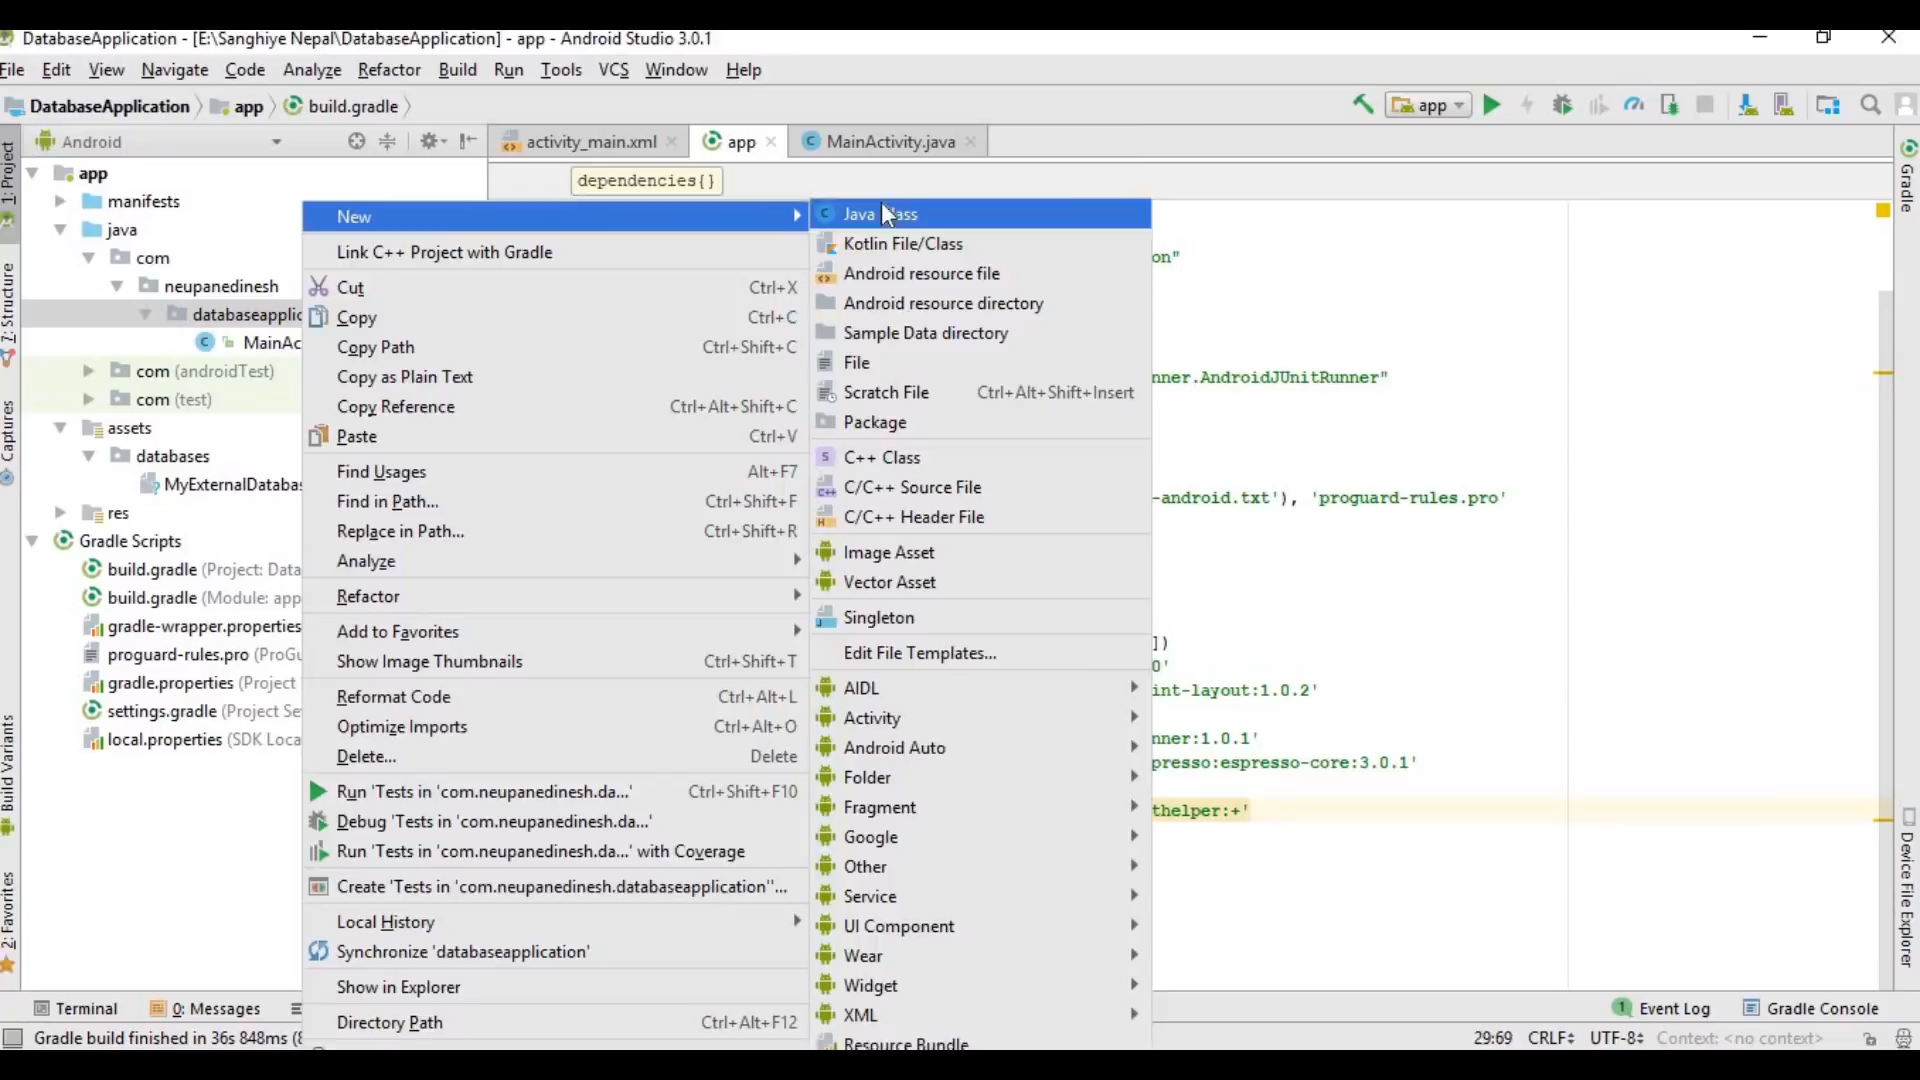 DatabaseApplication - [E:\Sanghiye Nepal\DatabaseApplication] - app - Android Studio 3.0.1
File Edit View Navigate Code Analyze Refactor Build Run Tools VCS Window Help
DatabaseApplication app build.gradle app
Android activity_main.xml app MainActivity.java
dependencies{}
1: Project
7: Structure
Captures
Build Variants
2: Favorites
app
manifests
java
com
neupanedinesh
databaseapplic
MainAc
com (androidTest)
com (test)
assets
databases
MyExternalDatabas
res
Gradle Scripts
build.gradle (Project: Data
build.gradle (Module: app
gradle-wrapper.properties
proguard-rules.pro (ProGu
gradle.properties (Project
settings.gradle (Project Se
local.properties (SDK Loca
New
Link C++ Project with Gradle
Cut Ctrl+X
Copy Ctrl+C
Copy Path Ctrl+Shift+C
Copy as Plain Text
Copy Reference Ctrl+Alt+Shift+C
Paste Ctrl+V
Find Usages Alt+F7
Find in Path... Ctrl+Shift+F
Replace in Path... Ctrl+Shift+R
Analyze
Refactor
Add to Favorites
Show Image Thumbnails Ctrl+Shift+T
Reformat Code Ctrl+Alt+L
Optimize Imports Ctrl+Alt+O
Delete... Delete
Run 'Tests in 'com.neupanedinesh.da...' Ctrl+Shift+F10
Debug 'Tests in 'com.neupanedinesh.da...'
Run 'Tests in 'com.neupanedinesh.da...' with Coverage
Create 'Tests in 'com.neupanedinesh.databaseapplication''...
Local History
Synchronize 'databaseapplication'
Show in Explorer
Directory Path Ctrl+Alt+F12
Java
Kotlin File/Class
Android resource file
Android resource directory
Sample Data directory
File
Scratch File Ctrl+Alt+Shift+Insert
Package
C++ Class
C/C++ Source File
C/C++ Header File
Image Asset
Vector Asset
Singleton
Edit File Templates...
AIDL
Activity
Android Auto
Folder
Fragment
Google
Other
Service
UI Component
Wear
Widget
XML
Resource Bundle
on"
nner.AndroidJUnitRunner"
-android.txt'), 'proguard-rules.pro'
])
0'
int-layout:1.0.2'
nner:1.0.1'
presso:espresso-core:3.0.1'
thelper:+'
Gradle
Device File Explorer
Terminal 0: Messages 1 Event Log Gradle Console
Gradle build finished in 36s 848ms (8 29:69 CRLF UTF-8 Context: <no context>